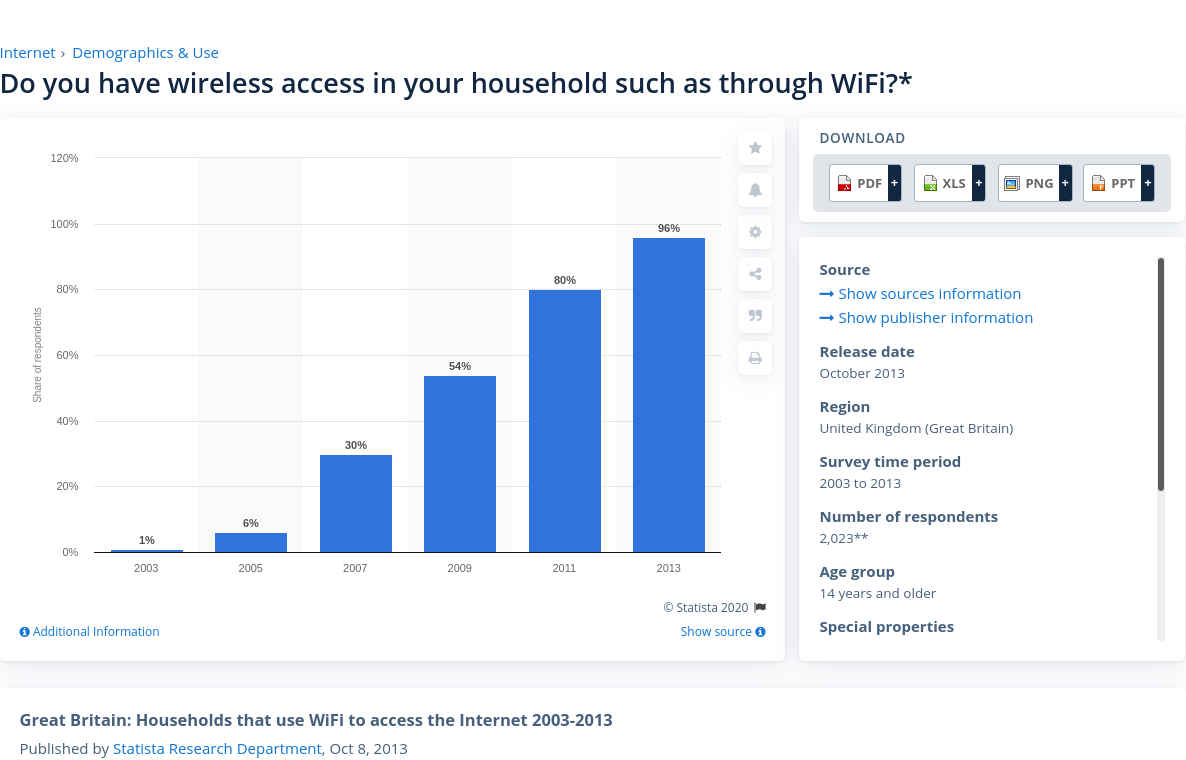 Internet › Demographics & Use
Do you have wireless access in your household such as through WiFi?*
120%
100%
80%
60%
40%
20%
0%
Share of respondents
1%
6%
30%
54%
80%
96%
2003
2005
2007
2009
2011
2013
© Statista 2020
Additional Information
Show source
DOWNLOAD
PDF +
XLS +
PNG +
PPT +
Source
Show sources information
Show publisher information
Release date
October 2013
Region
United Kingdom (Great Britain)
Survey time period
2003 to 2013
Number of respondents
2,023**
Age group
14 years and older
Special properties
Great Britain: Households that use WiFi to access the Internet 2003-2013
Published by Statista Research Department, Oct 8, 2013